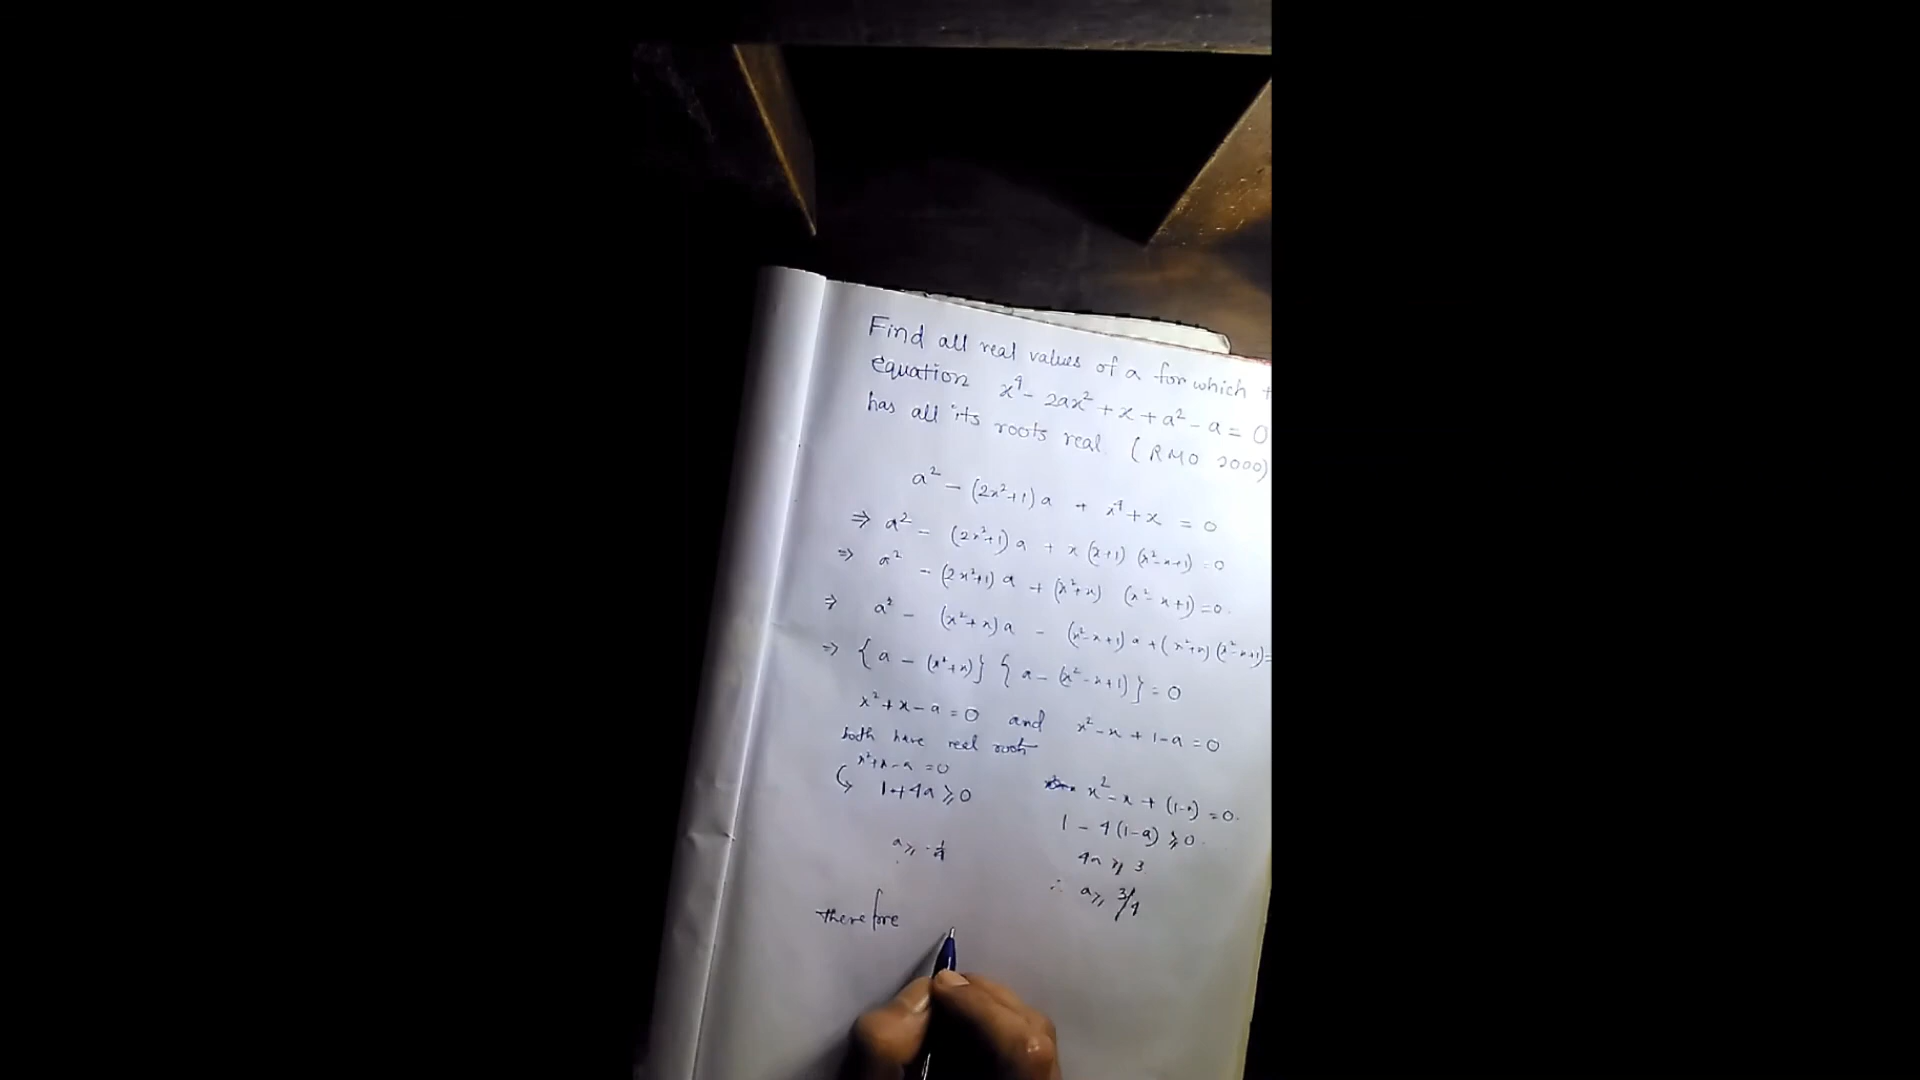 Find all real values of a for which t
equation x⁴ - 2ax² + x + a² - a = 0
has all its roots real. (RMO 2000)
a² - (2x²+1) a + x⁴ + x = 0
⇒ a² - (2x²+1) a + x (x+1) (x²-x+1) = 0
⇒ a² - (2x²+1) a + (x²+x) (x²-x+1) = 0.
⇒ a² - (x²+x) a - (x²-x+1) a + (x²+x) (x²-x+1) =
⇒ {a - (x²+x)} {a - (x²-x+1)} = 0
x² + x - a = 0 and x² - x + 1 - a = 0
both have real roots
x²+x-a = 0
1 + 4a ≥ 0
a ≥ -1/4
x² - x + (1-a) = 0.
1 - 4(1-a) ≥ 0.
4a ≥ 3
∴ a ≥ 3/4
therefore